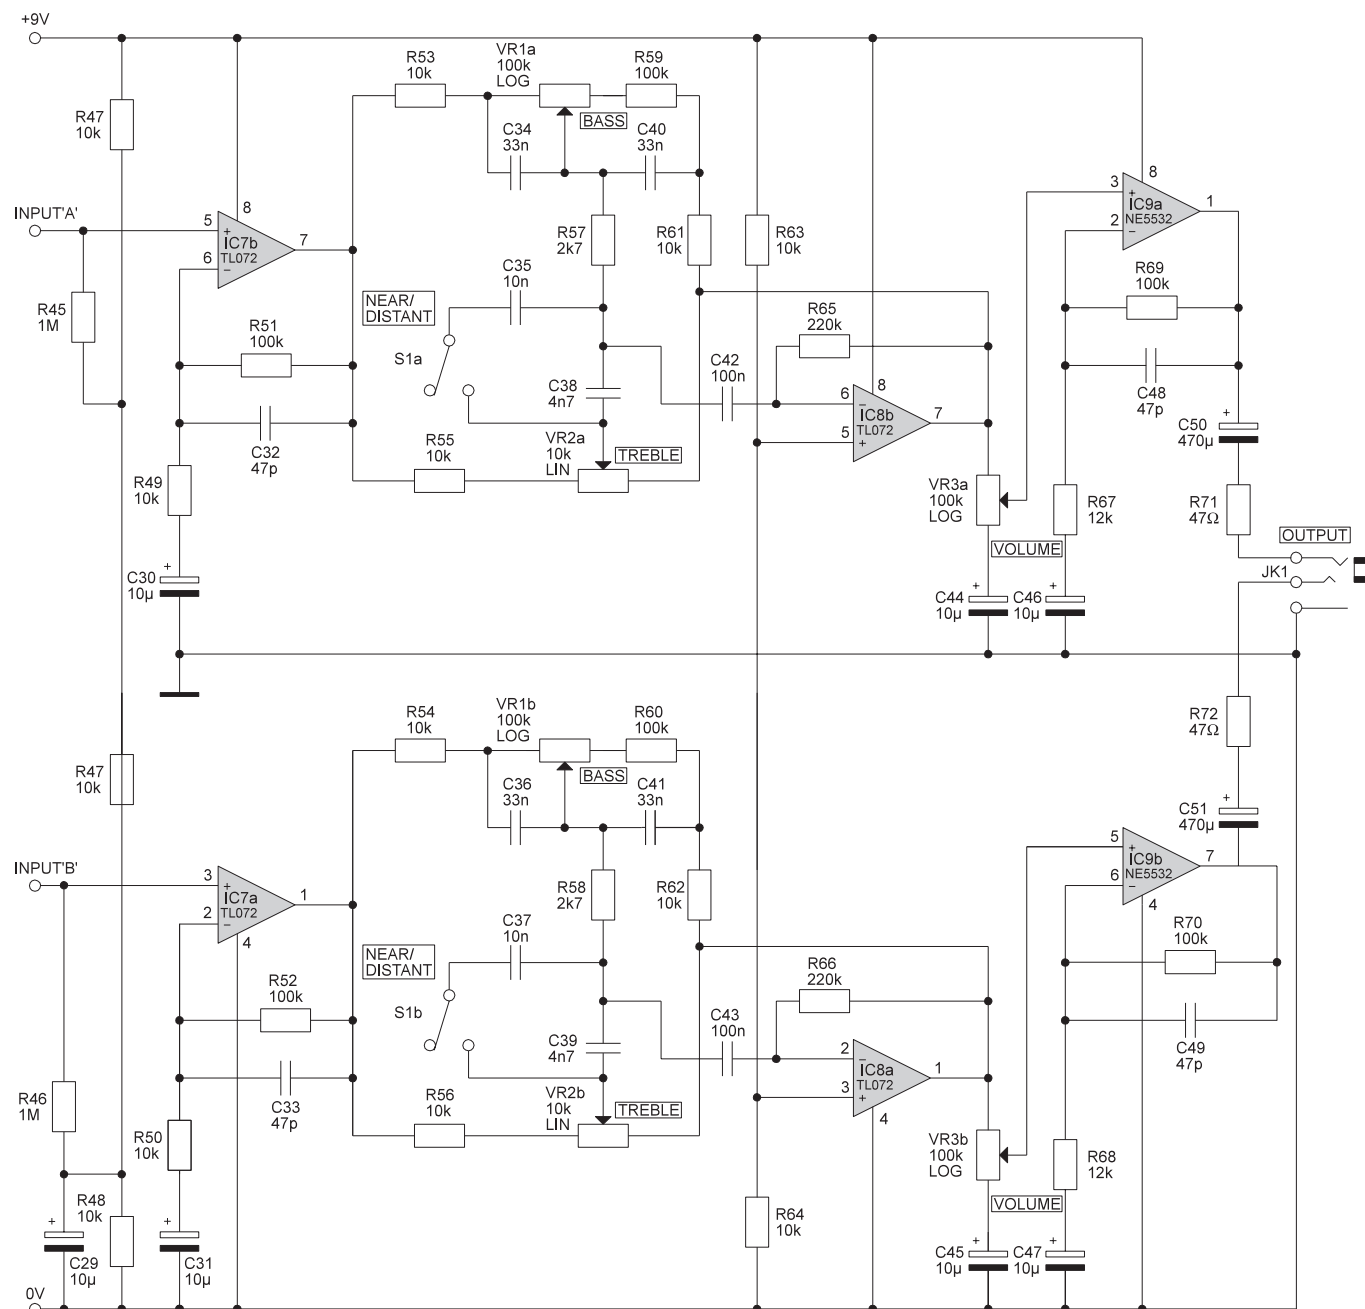 +9V
R47
10k
INPUT'A'
R45
1M
5
+
6
−
8
IC7b
TL072
7
R51
100k
C32
47p
R49
10k
+
C30
10µ
R53
10k
VR1a
100k
LOG
BASS
R59
100k
C34
33n
C40
33n
R57
2k7
R61
10k
R63
10k
C35
10n
NEAR/
DISTANT
S1a
C38
4n7
VR2a
10k
LIN
TREBLE
R55
10k
C42
100n
R65
220k
6
−
5
+
8
IC8b
TL072
7
VR3a
100k
LOG
VOLUME
+
C44
10µ
+
C46
10µ
R67
12k
3
+
2
−
8
IC9a
NE5532
1
R69
100k
C48
47p
+
C50
470µ
R71
47Ω
OUTPUT
JK1
R72
47Ω
+
C51
470µ
R47
10k
INPUT'B'
R46
1M
3
+
2
−
IC7a
TL072
1
4
R52
100k
C33
47p
R50
10k
R48
10k
+
C29
10µ
+
C31
10µ
0V
R54
10k
VR1b
100k
LOG
BASS
R60
100k
C36
33n
C41
33n
R58
2k7
R62
10k
C37
10n
NEAR/
DISTANT
S1b
C39
4n7
VR2b
10k
LIN
TREBLE
R56
10k
C43
100n
R66
220k
2
−
3
+
IC8a
TL072
1
4
R64
10k
VR3b
100k
LOG
VOLUME
+
C45
10µ
+
C47
10µ
R68
12k
5
+
6
−
IC9b
NE5532
7
4
R70
100k
C49
47p